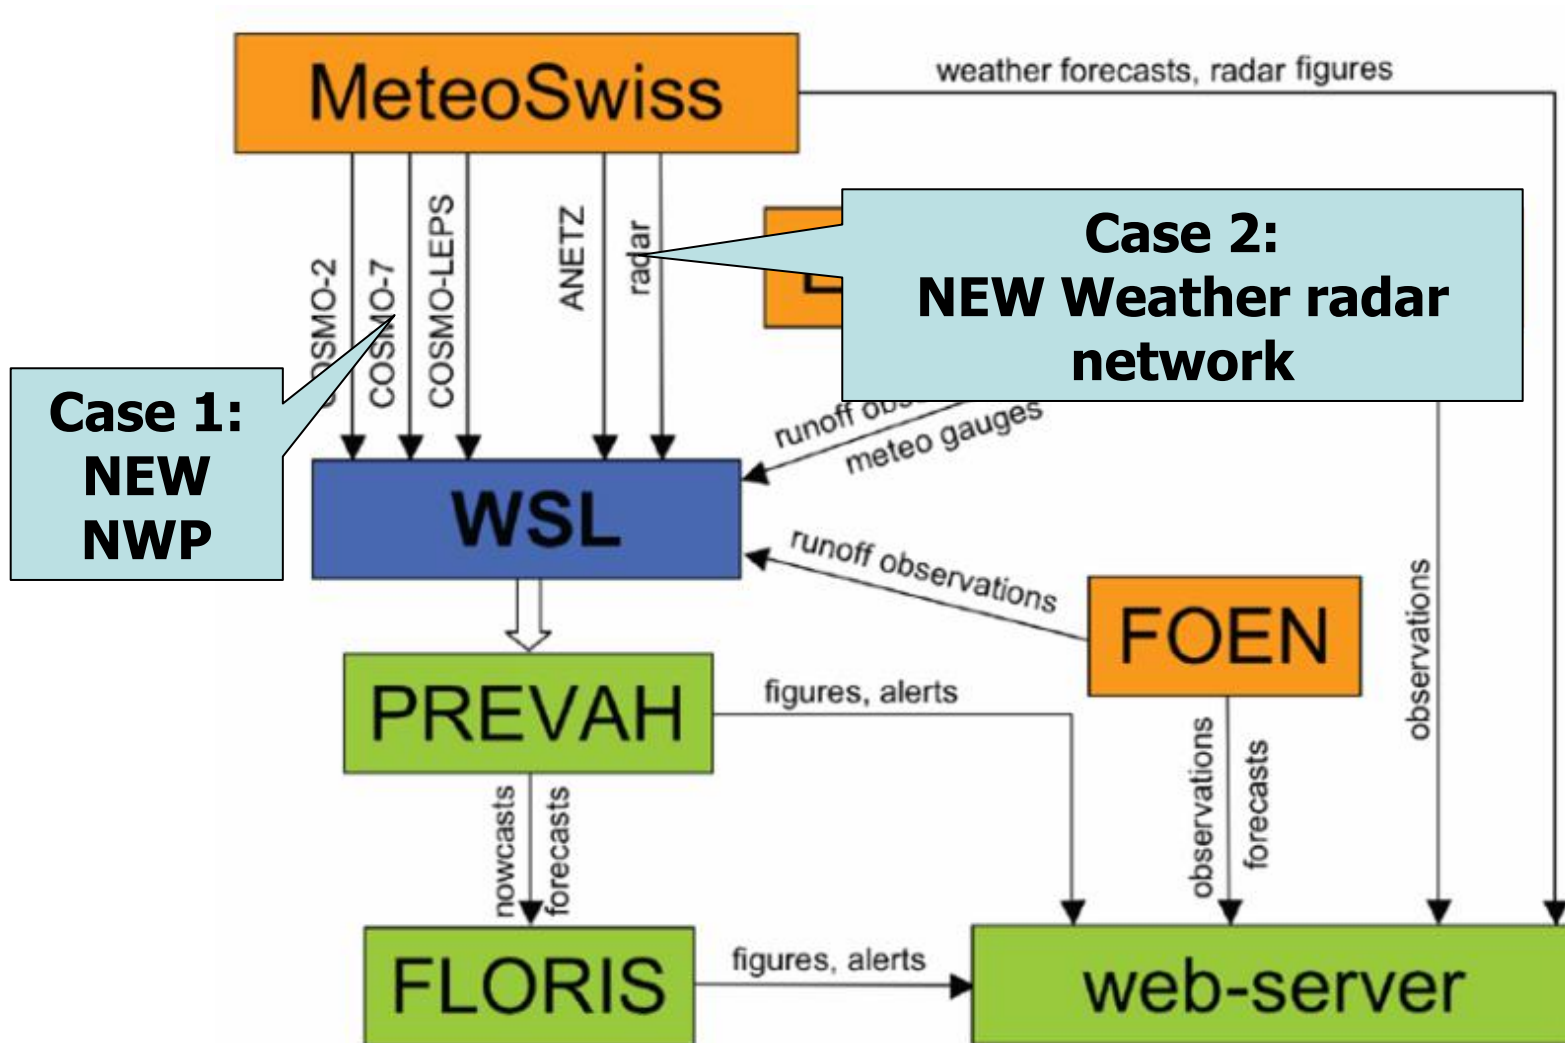 MeteoSwiss
weather forecasts, radar figures
COSMO-7
COSMO-LEPS
ANETZ
radar
Case 2:
NEW Weather radar
network
Case 1:
NEW
NWP
runoff
meteo gauges
WSL
runoff observations
FOEN
observations
PREVAH
figures, alerts
observations
forecasts
nowcasts
forecasts
FLORIS
figures, alerts
web-server